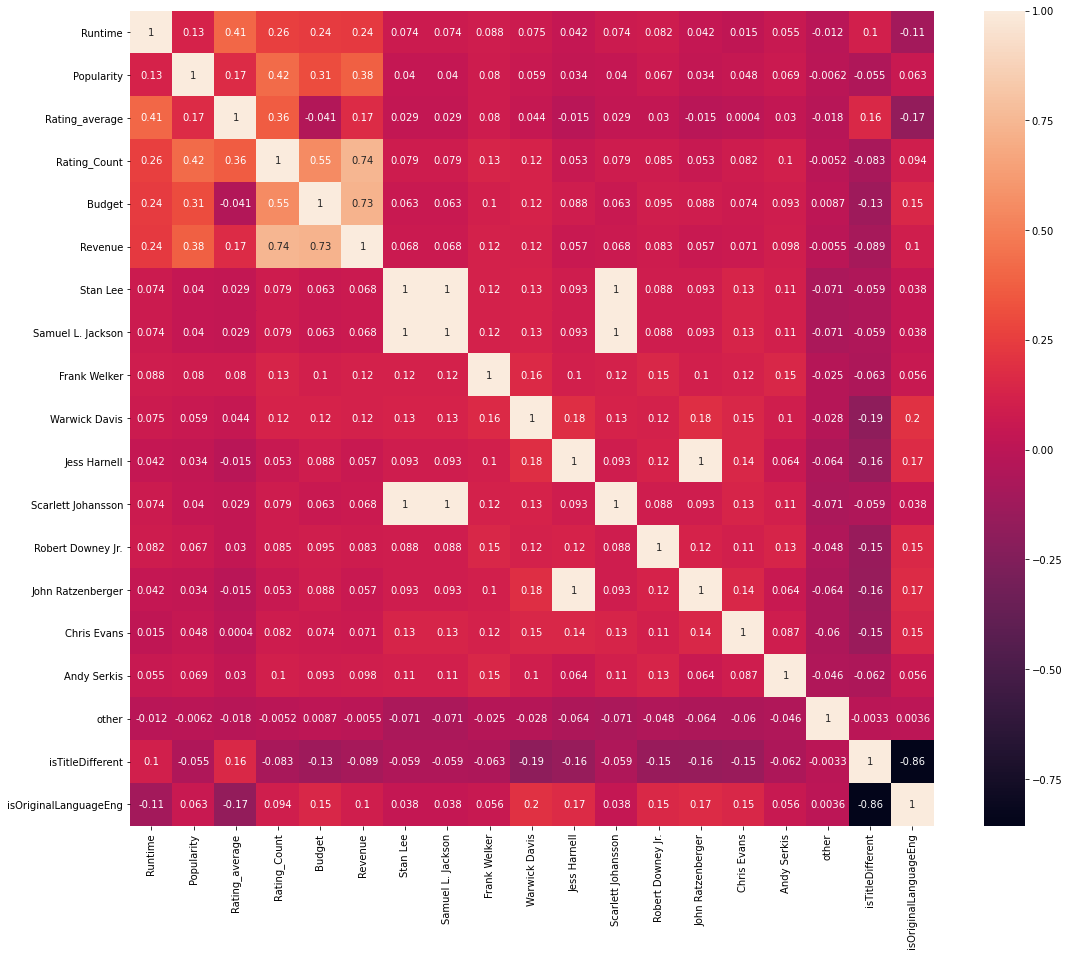 Runtime 1 0.13 0.41 0.26 0.24 0.24 0.074 0.074 0.088 0.075 0.042 0.074 0.082 0.042 0.015 0.055 -0.012 0.1 -0.11
Popularity 0.13 1 0.17 0.42 0.31 0.38 0.04 0.04 0.08 0.059 0.034 0.04 0.067 0.034 0.048 0.069 -0.0062 -0.055 0.063
Rating_average 0.41 0.17 1 0.36 -0.041 0.17 0.029 0.029 0.08 0.044 -0.015 0.029 0.03 -0.015 0.0004 0.03 -0.018 0.16 -0.17
Rating_Count 0.26 0.42 0.36 1 0.55 0.74 0.079 0.079 0.13 0.12 0.053 0.079 0.085 0.053 0.082 0.1 -0.0052 -0.083 0.094
Budget 0.24 0.31 -0.041 0.55 1 0.73 0.063 0.063 0.1 0.12 0.088 0.063 0.095 0.088 0.074 0.093 0.0087 -0.13 0.15
Revenue 0.24 0.38 0.17 0.74 0.73 1 0.068 0.068 0.12 0.12 0.057 0.068 0.083 0.057 0.071 0.098 -0.0055 -0.089 0.1
Stan Lee 0.074 0.04 0.029 0.079 0.063 0.068 1 1 0.12 0.13 0.093 1 0.088 0.093 0.13 0.11 -0.071 -0.059 0.038
Samuel L. Jackson 0.074 0.04 0.029 0.079 0.063 0.068 1 1 0.12 0.13 0.093 1 0.088 0.093 0.13 0.11 -0.071 -0.059 0.038
Frank Welker 0.088 0.08 0.08 0.13 0.1 0.12 0.12 0.12 1 0.16 0.1 0.12 0.15 0.1 0.12 0.15 -0.025 -0.063 0.056
Warwick Davis 0.075 0.059 0.044 0.12 0.12 0.12 0.13 0.13 0.16 1 0.18 0.13 0.12 0.18 0.15 0.1 -0.028 -0.19 0.2
Jess Harnell 0.042 0.034 -0.015 0.053 0.088 0.057 0.093 0.093 0.1 0.18 1 0.093 0.12 1 0.14 0.064 -0.064 -0.16 0.17
Scarlett Johansson 0.074 0.04 0.029 0.079 0.063 0.068 1 1 0.12 0.13 0.093 1 0.088 0.093 0.13 0.11 -0.071 -0.059 0.038
Robert Downey Jr. 0.082 0.067 0.03 0.085 0.095 0.083 0.088 0.088 0.15 0.12 0.12 0.088 1 0.12 0.11 0.13 -0.048 -0.15 0.15
John Ratzenberger 0.042 0.034 -0.015 0.053 0.088 0.057 0.093 0.093 0.1 0.18 1 0.093 0.12 1 0.14 0.064 -0.064 -0.16 0.17
Chris Evans 0.015 0.048 0.0004 0.082 0.074 0.071 0.13 0.13 0.12 0.15 0.14 0.13 0.11 0.14 1 0.087 -0.06 -0.15 0.15
Andy Serkis 0.055 0.069 0.03 0.1 0.093 0.098 0.11 0.11 0.15 0.1 0.064 0.11 0.13 0.064 0.087 1 -0.046 -0.062 0.056
other -0.012 -0.0062 -0.018 -0.0052 0.0087 -0.0055 -0.071 -0.071 -0.025 -0.028 -0.064 -0.071 -0.048 -0.064 -0.06 -0.046 1 -0.0033 0.0036
isTitleDifferent 0.1 -0.055 0.16 -0.083 -0.13 -0.089 -0.059 -0.059 -0.063 -0.19 -0.16 -0.059 -0.15 -0.16 -0.15 -0.062 -0.0033 1 -0.86
isOriginalLanguageEng -0.11 0.063 -0.17 0.094 0.15 0.1 0.038 0.038 0.056 0.2 0.17 0.038 0.15 0.17 0.15 0.056 0.0036 -0.86 1
Runtime
Popularity
Rating_average
Rating_Count
Budget
Revenue
Stan Lee
Samuel L. Jackson
Frank Welker
Warwick Davis
Jess Harnell
Scarlett Johansson
Robert Downey Jr.
John Ratzenberger
Chris Evans
Andy Serkis
other
isTitleDifferent
isOriginalLanguageEng
1.00
0.75
0.50
0.25
0.00
−0.25
−0.50
−0.75